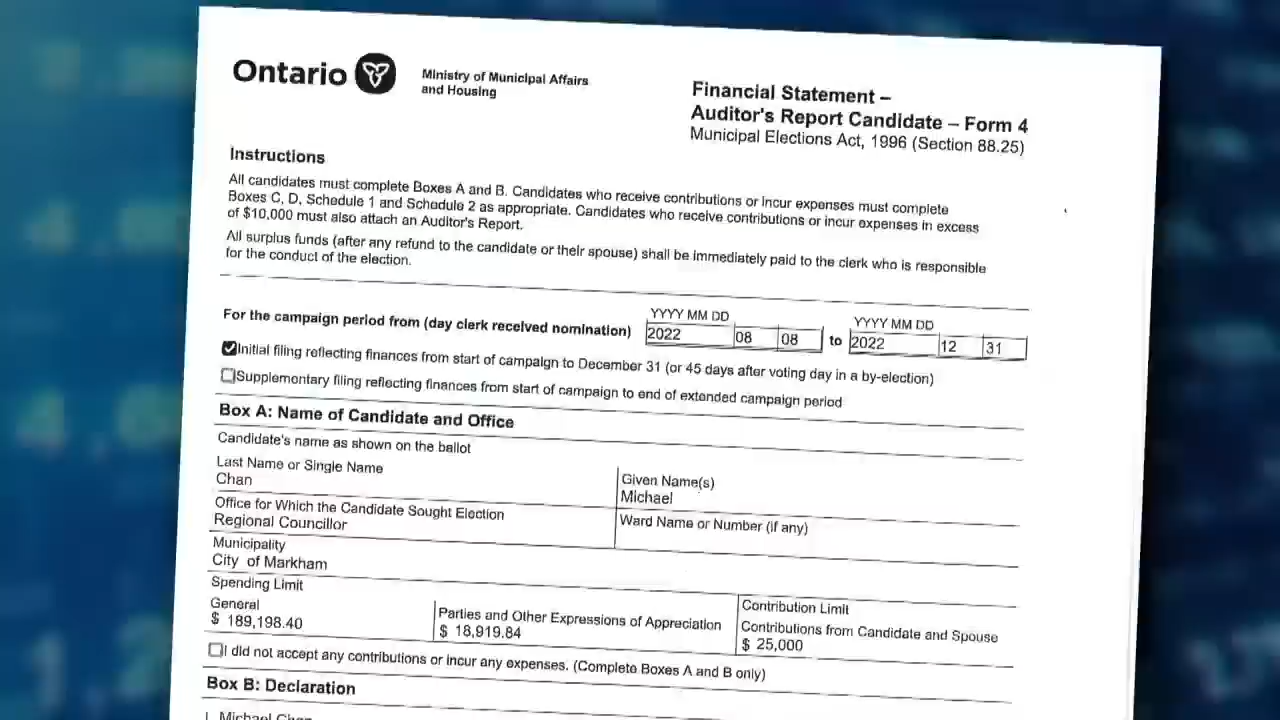 Ontario
Ministry of Municipal Affairs
and Housing
Financial Statement –
Auditor's Report Candidate – Form 4
Municipal Elections Act, 1996 (Section 88.25)
Instructions
All candidates must complete Boxes A and B. Candidates who receive contributions or incur expenses must complete
Boxes C, D, Schedule 1 and Schedule 2 as appropriate. Candidates who receive contributions or incur expenses in excess
of $10,000 must also attach an Auditor's Report.
All surplus funds (after any refund to the candidate or their spouse) shall be immediately paid to the clerk who is responsible
for the conduct of the election.
YYYY MM DD YYYY MM DD
For the campaign period from (day clerk received nomination) 2022 08 08 to 2022 12 31
Initial filing reflecting finances from start of campaign to December 31 (or 45 days after voting day in a by-election)
Supplementary filing reflecting finances from start of campaign to end of extended campaign period
Box A: Name of Candidate and Office
Candidate's name as shown on the ballot
Last Name or Single Name
Chan
Given Name(s)
Michael
Office for Which the Candidate Sought Election
Regional Councillor
Ward Name or Number (if any)
Municipality
City of Markham
Spending Limit
General
$ 189,198.40
Parties and Other Expressions of Appreciation
$ 18,919.84
Contribution Limit
Contributions from Candidate and Spouse
$ 25,000
I did not accept any contributions or incur any expenses. (Complete Boxes A and B only)
Box B: Declaration
I, Michael Chan